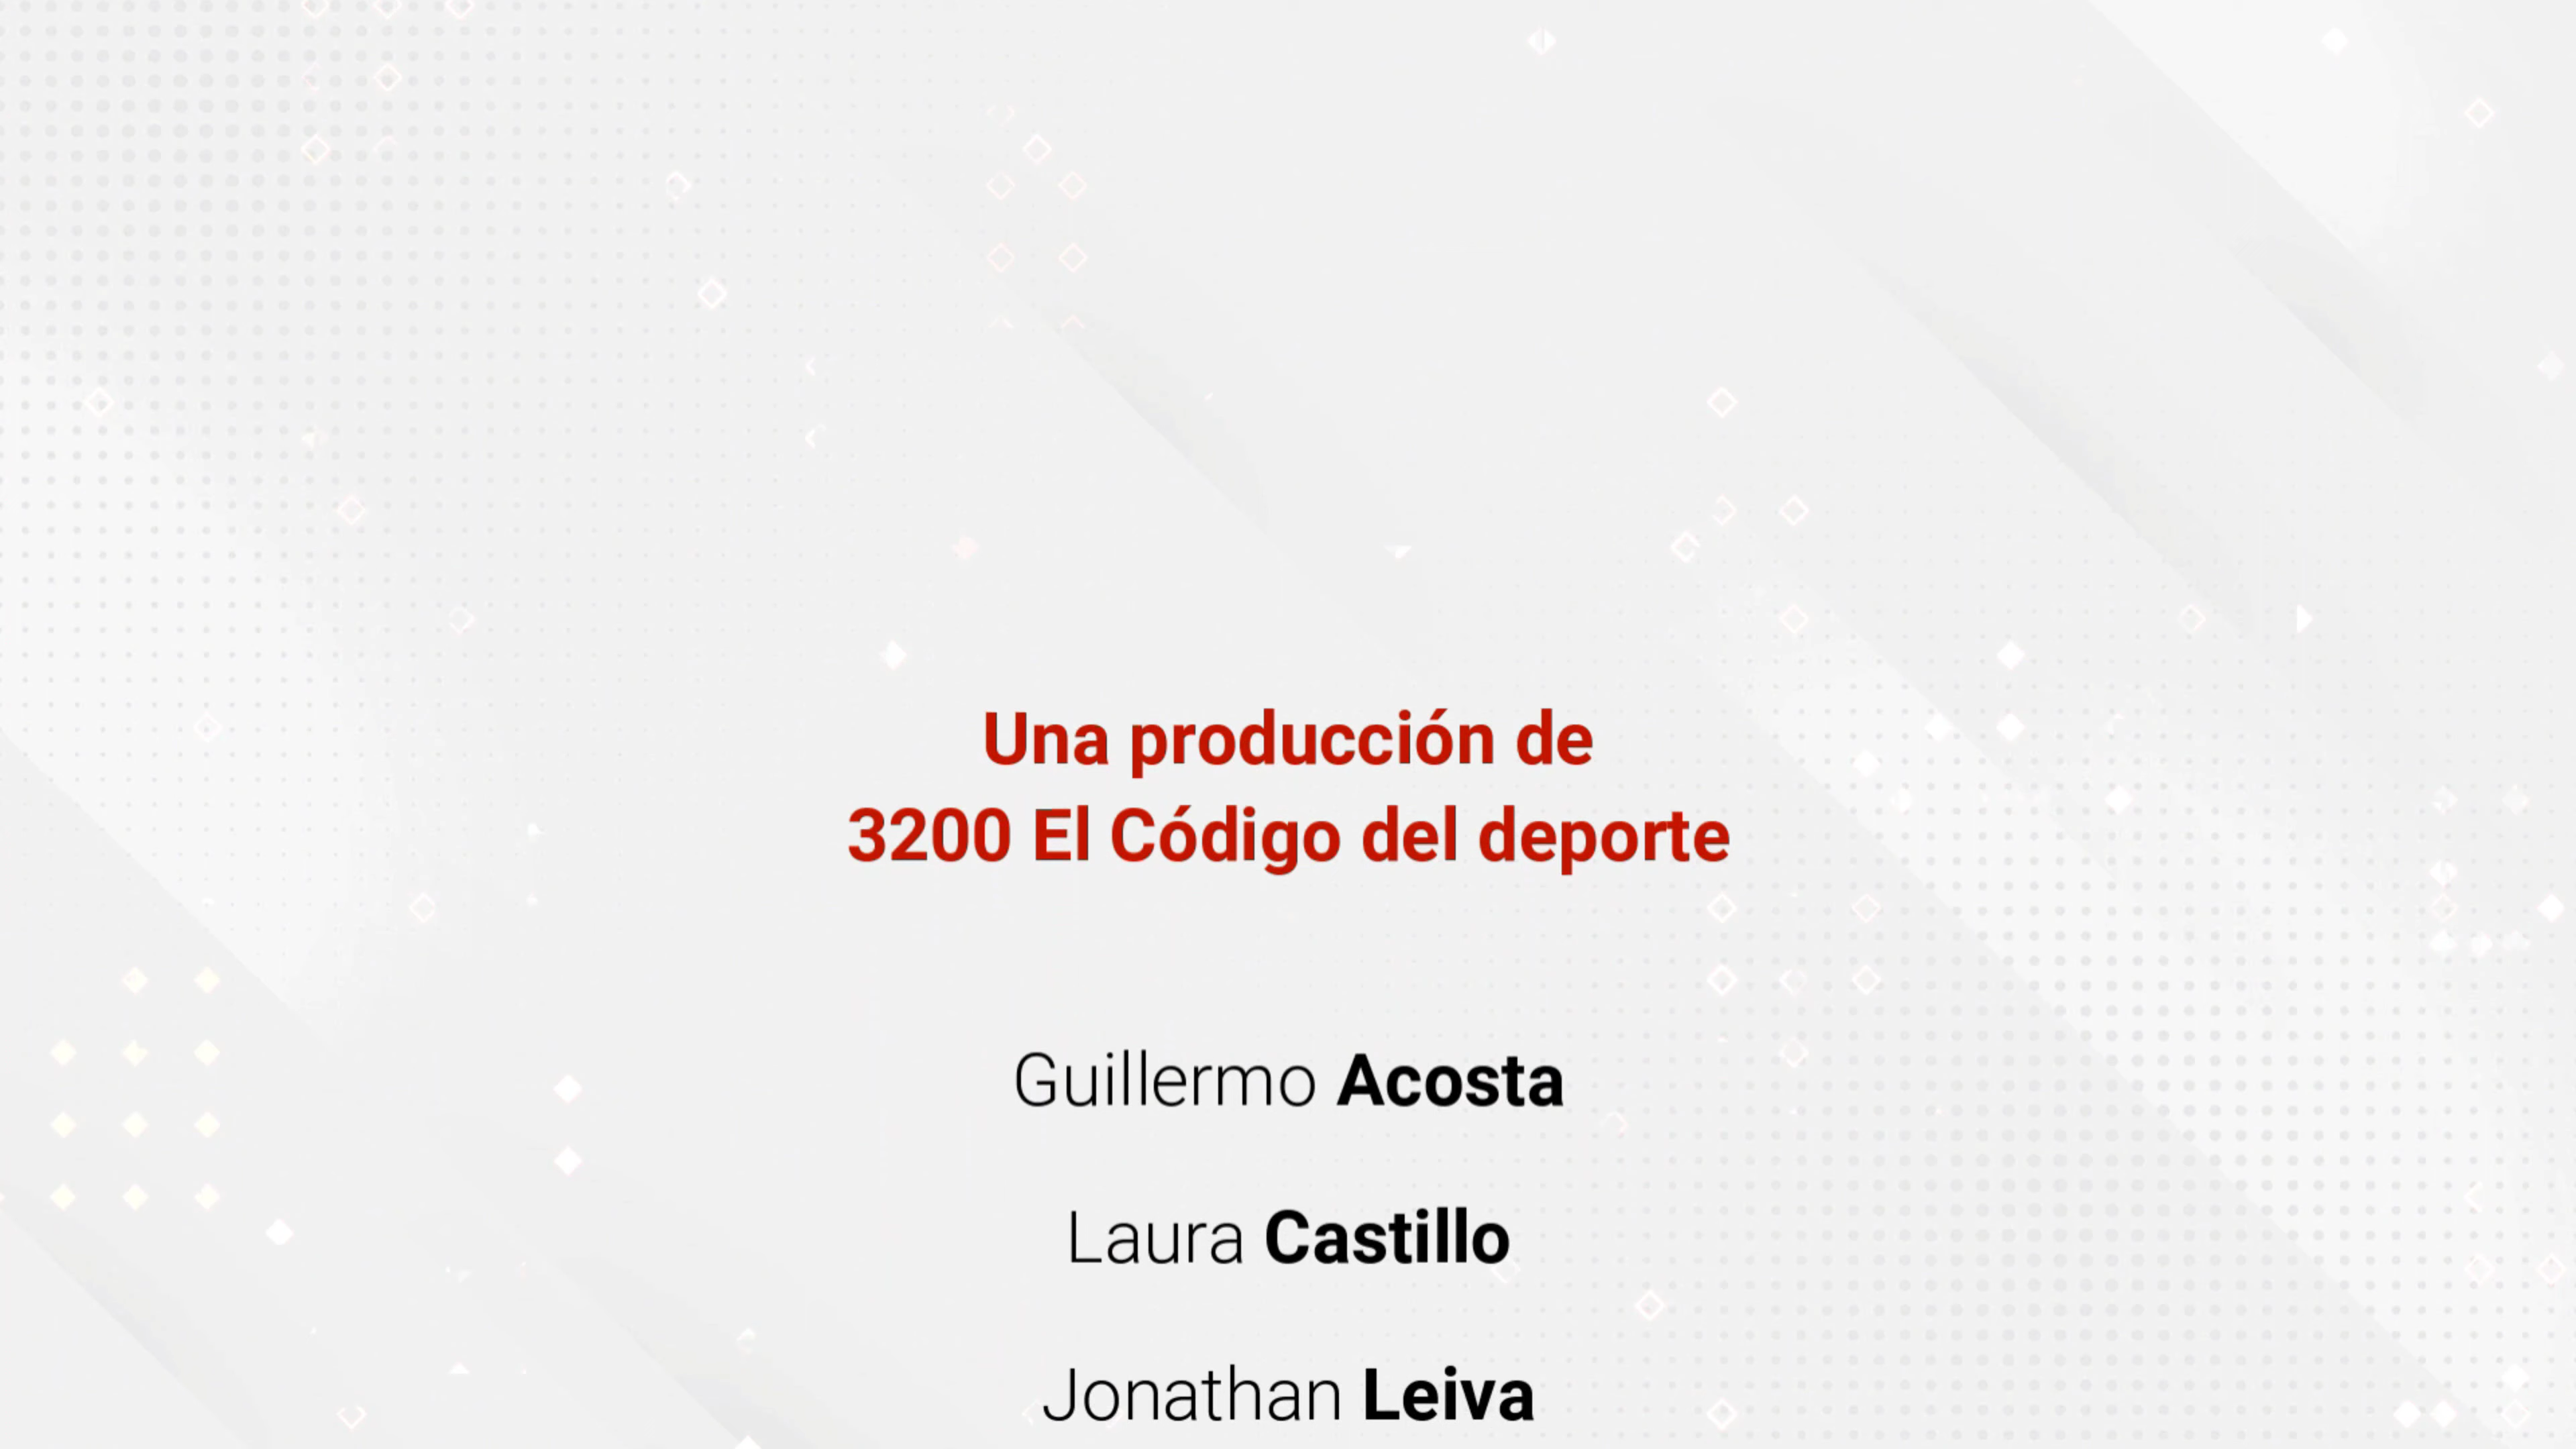 Una producción de
3200 El Código del deporte
Guillermo Acosta
Laura Castillo
Jonathan Leiva